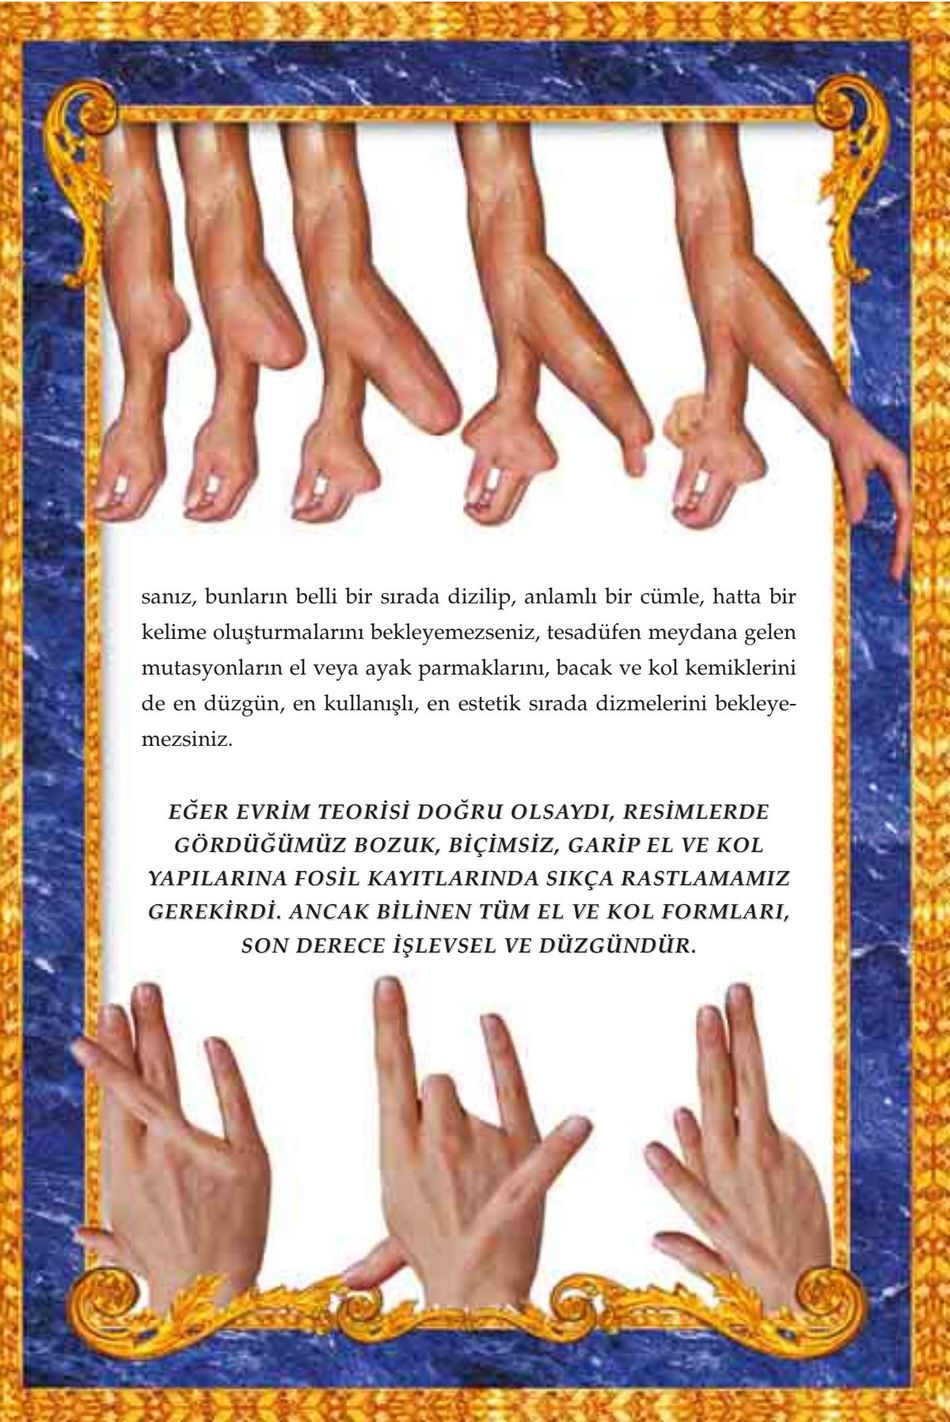 sanız, bunların belli bir sırada dizilip, anlamlı bir cümle, hatta bir
kelime oluşturmalarını bekleyemezseniz, tesadüfen meydana gelen
mutasyonların el veya ayak parmaklarını, bacak ve kol kemiklerini
de en düzgün, en kullanışlı, en estetik sırada dizmelerini bekleye-
mezsiniz.
EĞER EVRİM TEORİSİ DOĞRU OLSAYDI, RESİMLERDE
GÖRDÜĞÜMÜZ BOZUK, BİÇİMSİZ, GARİP EL VE KOL
YAPILARINA FOSİL KAYITLARINDA SIKÇA RASTLAMAMIZ
GEREKİRDİ. ANCAK BİLİNEN TÜM EL VE KOL FORMLARI,
SON DERECE İŞLEVSEL VE DÜZGÜNDÜR.